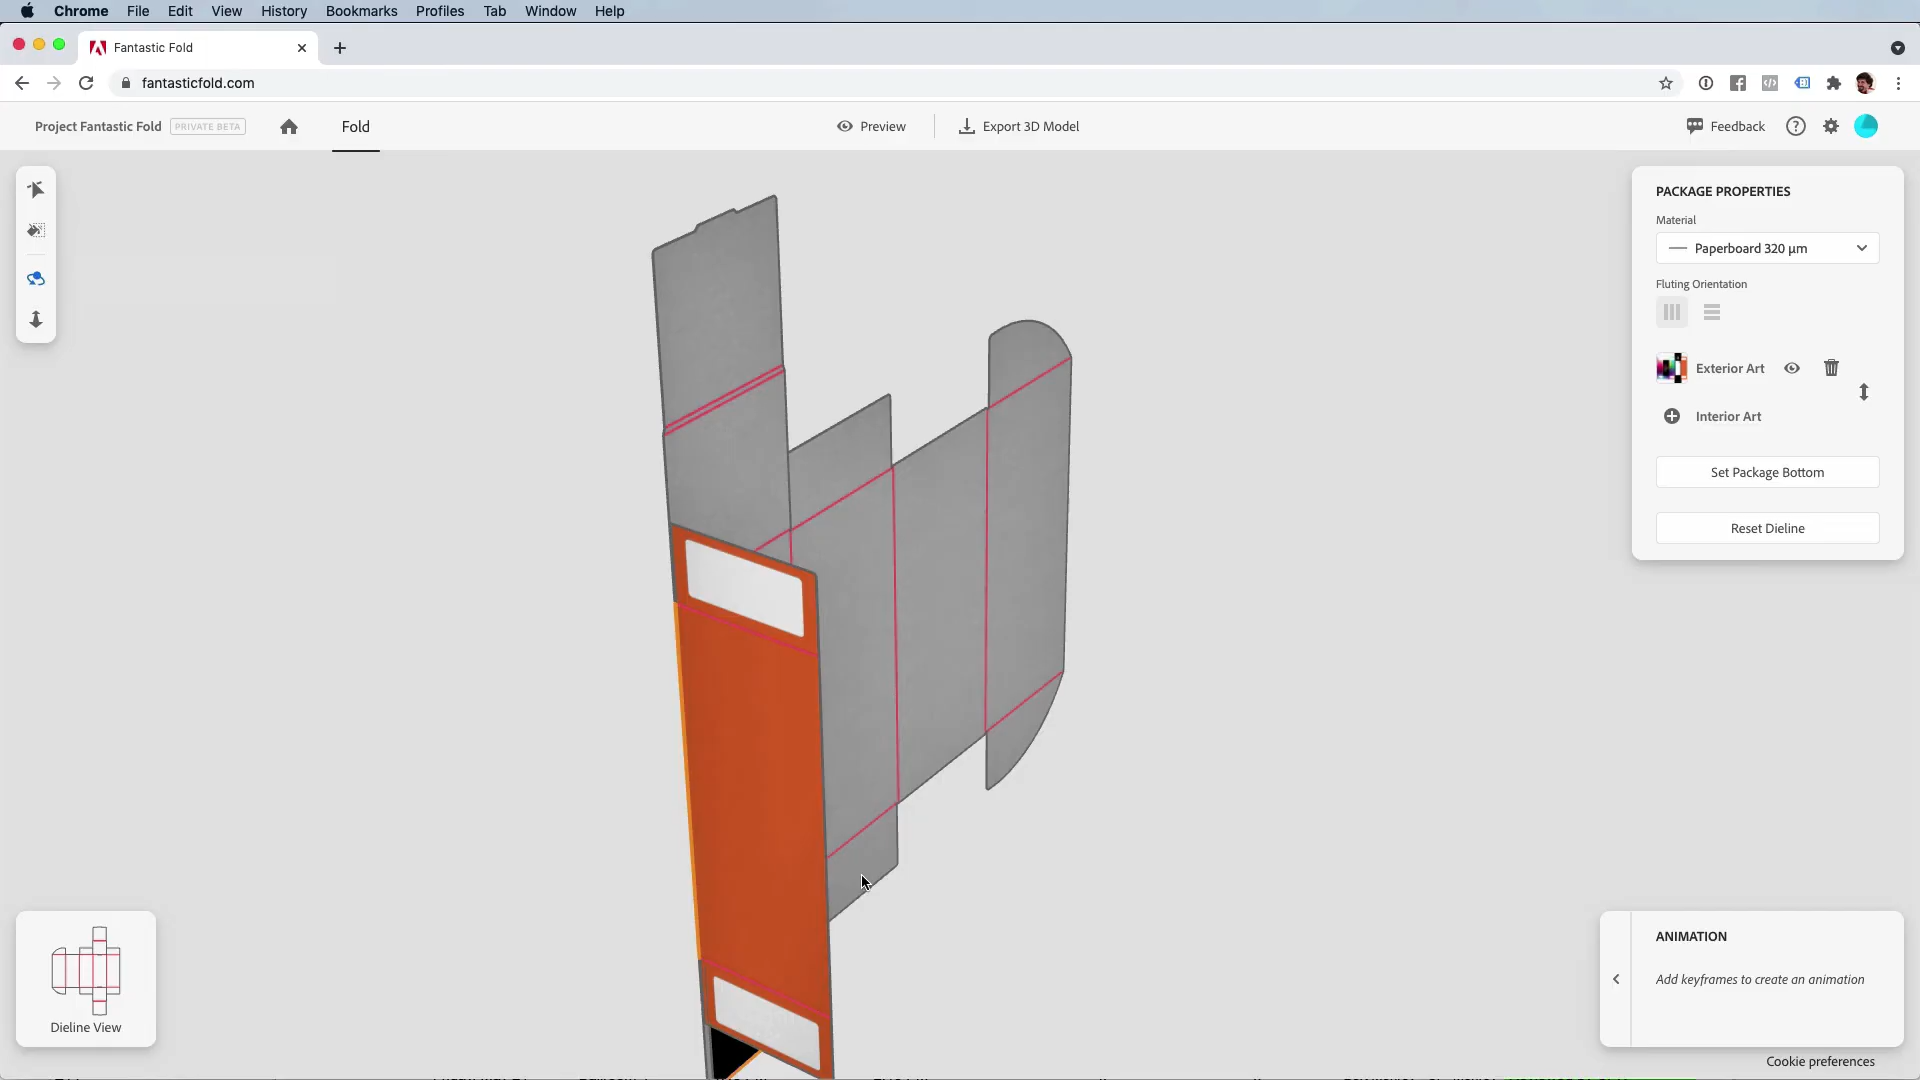 Chrome File Edit View History Bookmarks Profiles Tab Window Help
Fantastic Fold
fantasticfold.com
Project Fantastic Fold PRIVATE BETA Fold Preview Export 3D Model Feedback
PACKAGE PROPERTIES
Material
Paperboard 320 µm
Fluting Orientation
Exterior Art
Interior Art
Set Package Bottom
Reset Dieline
Dieline View
ANIMATION
Add keyframes to create an animation
Cookie preferences